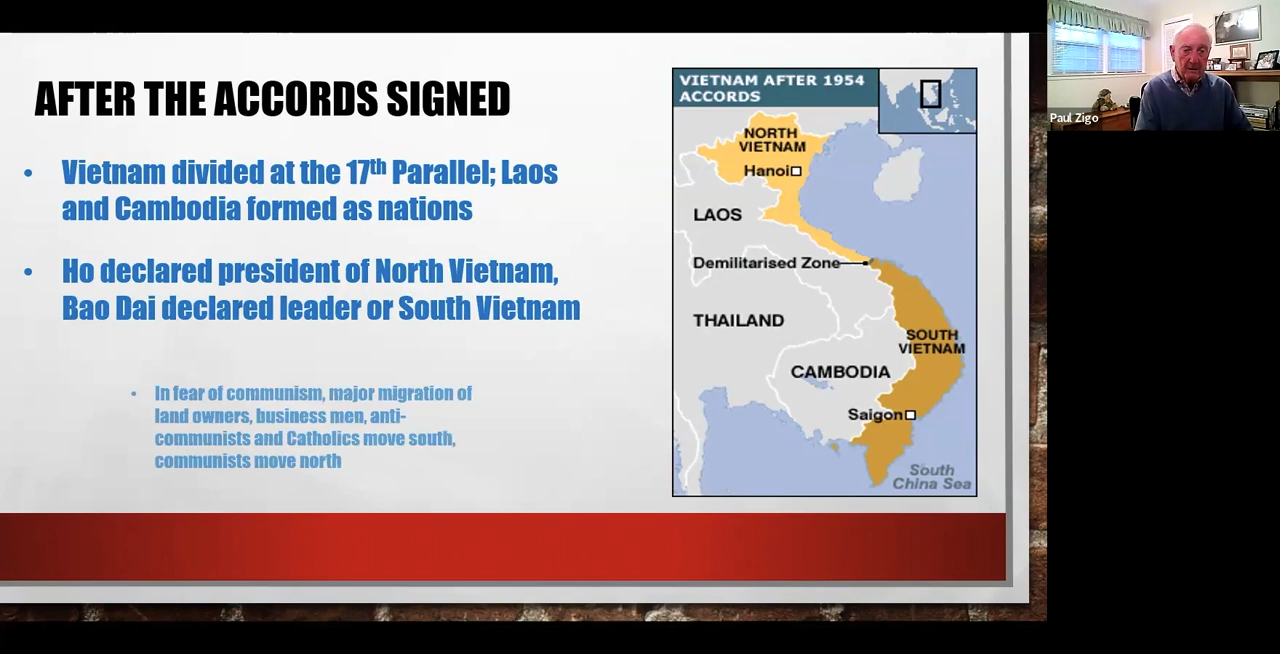 AFTER THE ACCORDS SIGNED
• Vietnam divided at the 17th Parallel; Laos
and Cambodia formed as nations
• Ho declared president of North Vietnam,
Bao Dai declared leader or South Vietnam
• In fear of communism, major migration of
land owners, business men, anti-
communists and Catholics move south,
communists move north
VIETNAM AFTER 1954
ACCORDS
NORTH
VIETNAM
Hanoi
LAOS
Demilitarised Zone
THAILAND
SOUTH
VIETNAM
CAMBODIA
Saigon
South
China Sea
Paul Zigo